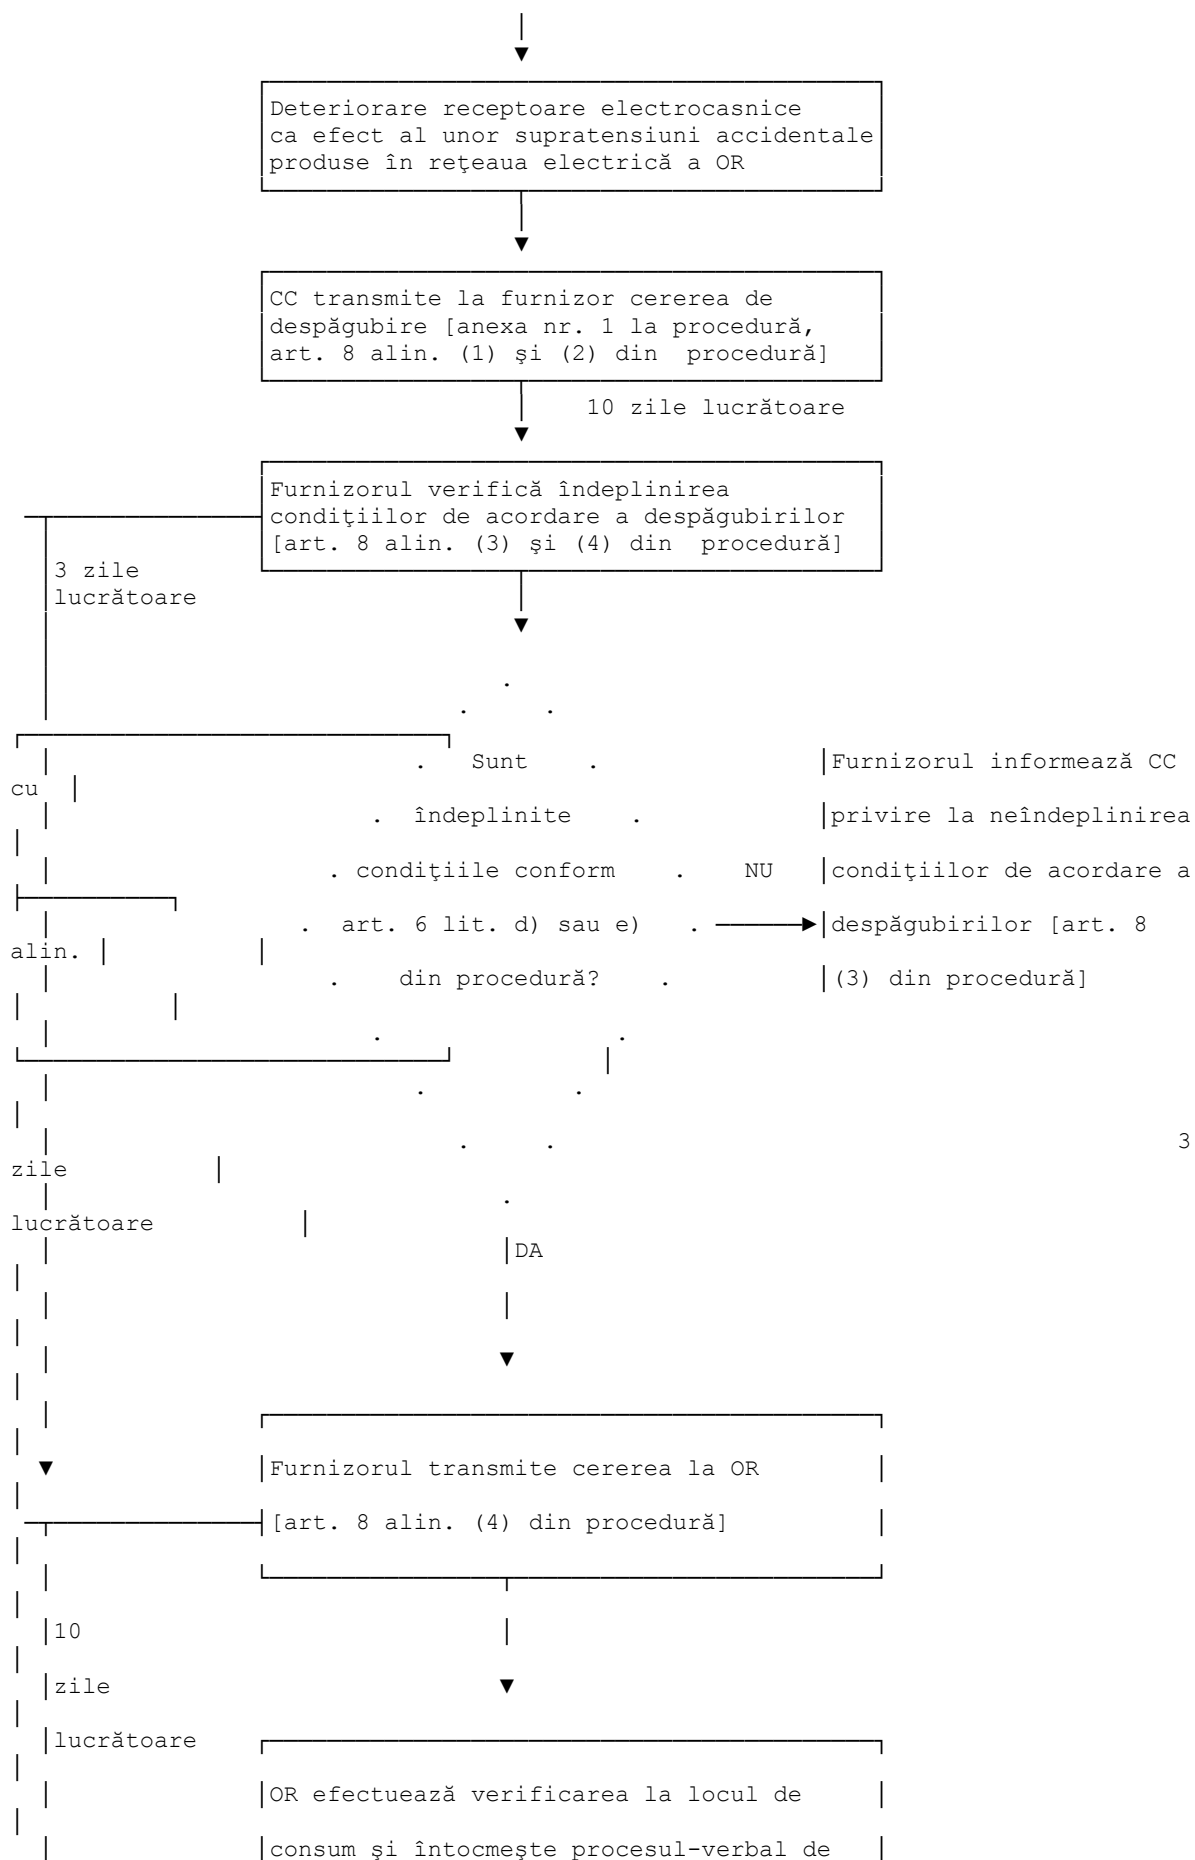 Deteriorare receptoare electrocasnice
ca efect al unor supratensiuni accidentale
produse în reţeaua electrică a OR
CC transmite la furnizor cererea de
despăgubire [anexa nr. 1 la procedură,
art. 8 alin. (1) şi (2) din  procedură]
10 zile lucrătoare
Furnizorul verifică îndeplinirea
condiţiilor de acordare a despăgubirilor
[art. 8 alin. (3) şi (4) din  procedură]
3 zile
lucrătoare
. 
. .
. Sunt . Furnizorul informează CC
cu
. îndeplinite . privire la neîndeplinirea
. condiţiile conform . NU condiţiilor de acordare a
. art. 6 lit. d) sau e) . despăgubirilor [art. 8
alin.
. din procedură? . (3) din procedură]
. .
. .
. . 3
zile
.
lucrătoare
DA
Furnizorul transmite cererea la OR
[art. 8 alin. (4) din procedură]
10
zile
lucrătoare
OR efectuează verificarea la locul de
consum şi întocmeşte procesul-verbal de